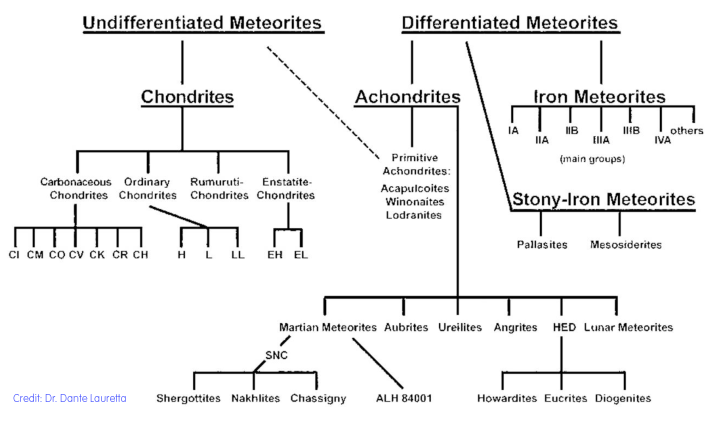 Undifferentiated Meteorites
Differentiated Meteorites
Chondrites
Achondrites
Iron Meteorites
IA
IIA
IIB
IIIA
IIIB
IVA
others
(main groups)
Primitive
Achondrites:
Acapulcoites
Winonaites
Lodranites
Carbonaceous
Chondrites
Ordinary
Chondrites
Rumuruti-
Chondrites
Enstatite-
Chondrites
Stony-Iron Meteorites
Pallasites
Mesosiderites
CI CM CO CV CK CR CH
H L LL
EH EL
Martian Meteorites
Aubrites
Ureilites
Angrites
HED
Lunar Meteorites
SNC
Shergottites
Nakhlites
Chassigny
ALH 84001
Howardites
Eucrites
Diogenites
Credit: Dr. Dante Lauretta